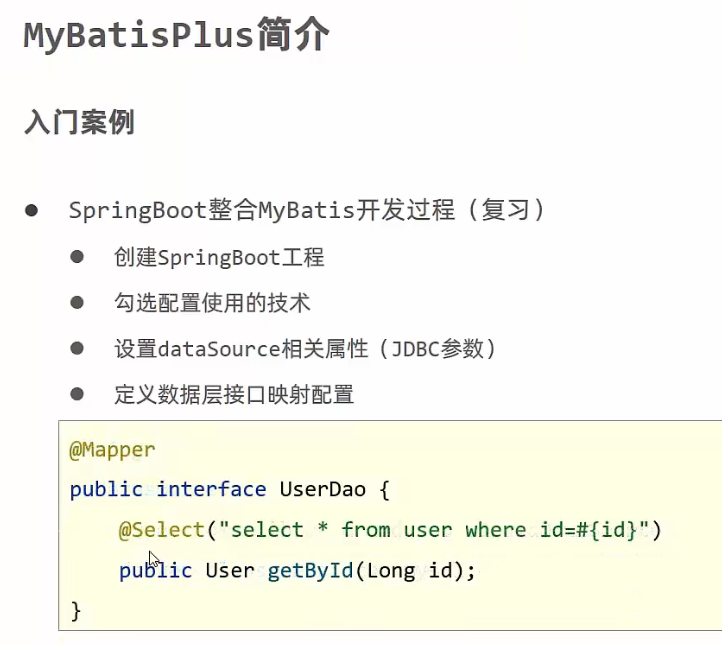 MyBatisPlus简介
入门案例
SpringBoot整合MyBatis开发过程（复习）
创建SpringBoot工程
勾选配置使用的技术
设置dataSource相关属性（JDBC参数）
定义数据层接口映射配置
@Mapper
public interface UserDao {
@Select("select * from user where id=#{id}")
public User getById(Long id);
}